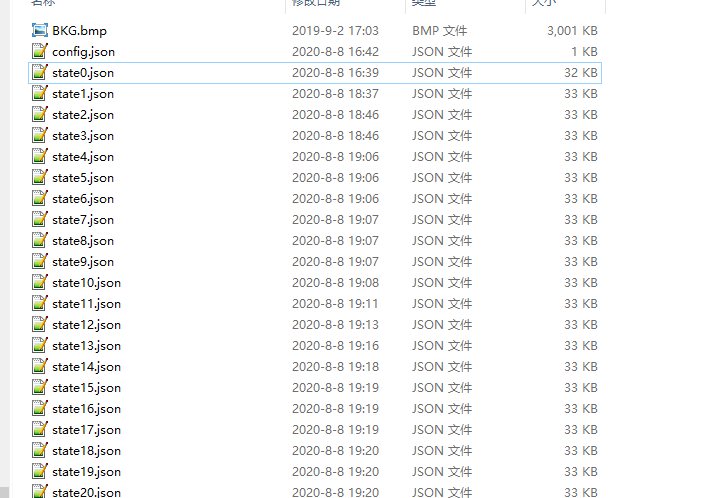 名称 修改日期 类型 大小
BKG.bmp 2019-9-2 17:03 BMP 文件 3,001 KB
config.json 2020-8-8 16:42 JSON 文件 1 KB
state0.json 2020-8-8 16:39 JSON 文件 32 KB
state1.json 2020-8-8 18:37 JSON 文件 33 KB
state2.json 2020-8-8 18:46 JSON 文件 33 KB
state3.json 2020-8-8 18:46 JSON 文件 33 KB
state4.json 2020-8-8 19:06 JSON 文件 33 KB
state5.json 2020-8-8 19:06 JSON 文件 33 KB
state6.json 2020-8-8 19:06 JSON 文件 33 KB
state7.json 2020-8-8 19:07 JSON 文件 33 KB
state8.json 2020-8-8 19:07 JSON 文件 33 KB
state9.json 2020-8-8 19:07 JSON 文件 33 KB
state10.json 2020-8-8 19:08 JSON 文件 33 KB
state11.json 2020-8-8 19:11 JSON 文件 33 KB
state12.json 2020-8-8 19:13 JSON 文件 33 KB
state13.json 2020-8-8 19:16 JSON 文件 33 KB
state14.json 2020-8-8 19:18 JSON 文件 33 KB
state15.json 2020-8-8 19:19 JSON 文件 33 KB
state16.json 2020-8-8 19:19 JSON 文件 33 KB
state17.json 2020-8-8 19:19 JSON 文件 33 KB
state18.json 2020-8-8 19:20 JSON 文件 33 KB
state19.json 2020-8-8 19:20 JSON 文件 33 KB
state20.json 2020-8-8 19:20 JSON 文件 33 KB